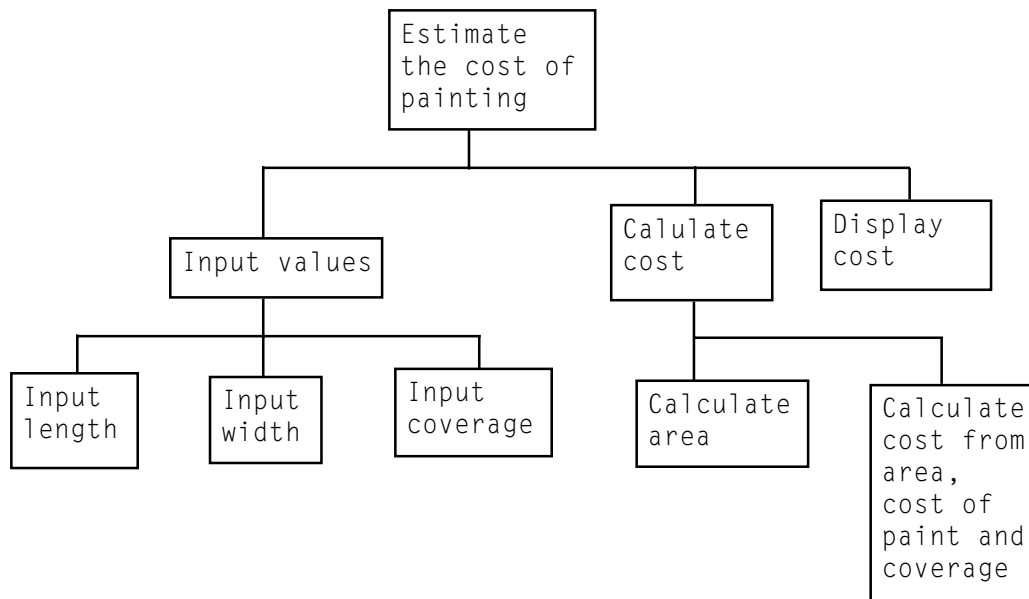 Estimate
the cost of
painting
Input values
Calulate
cost
Display
cost
Input
length
Input
width
Input
coverage
Calculate
area
Calculate
cost from
area,
cost of
paint and
coverage